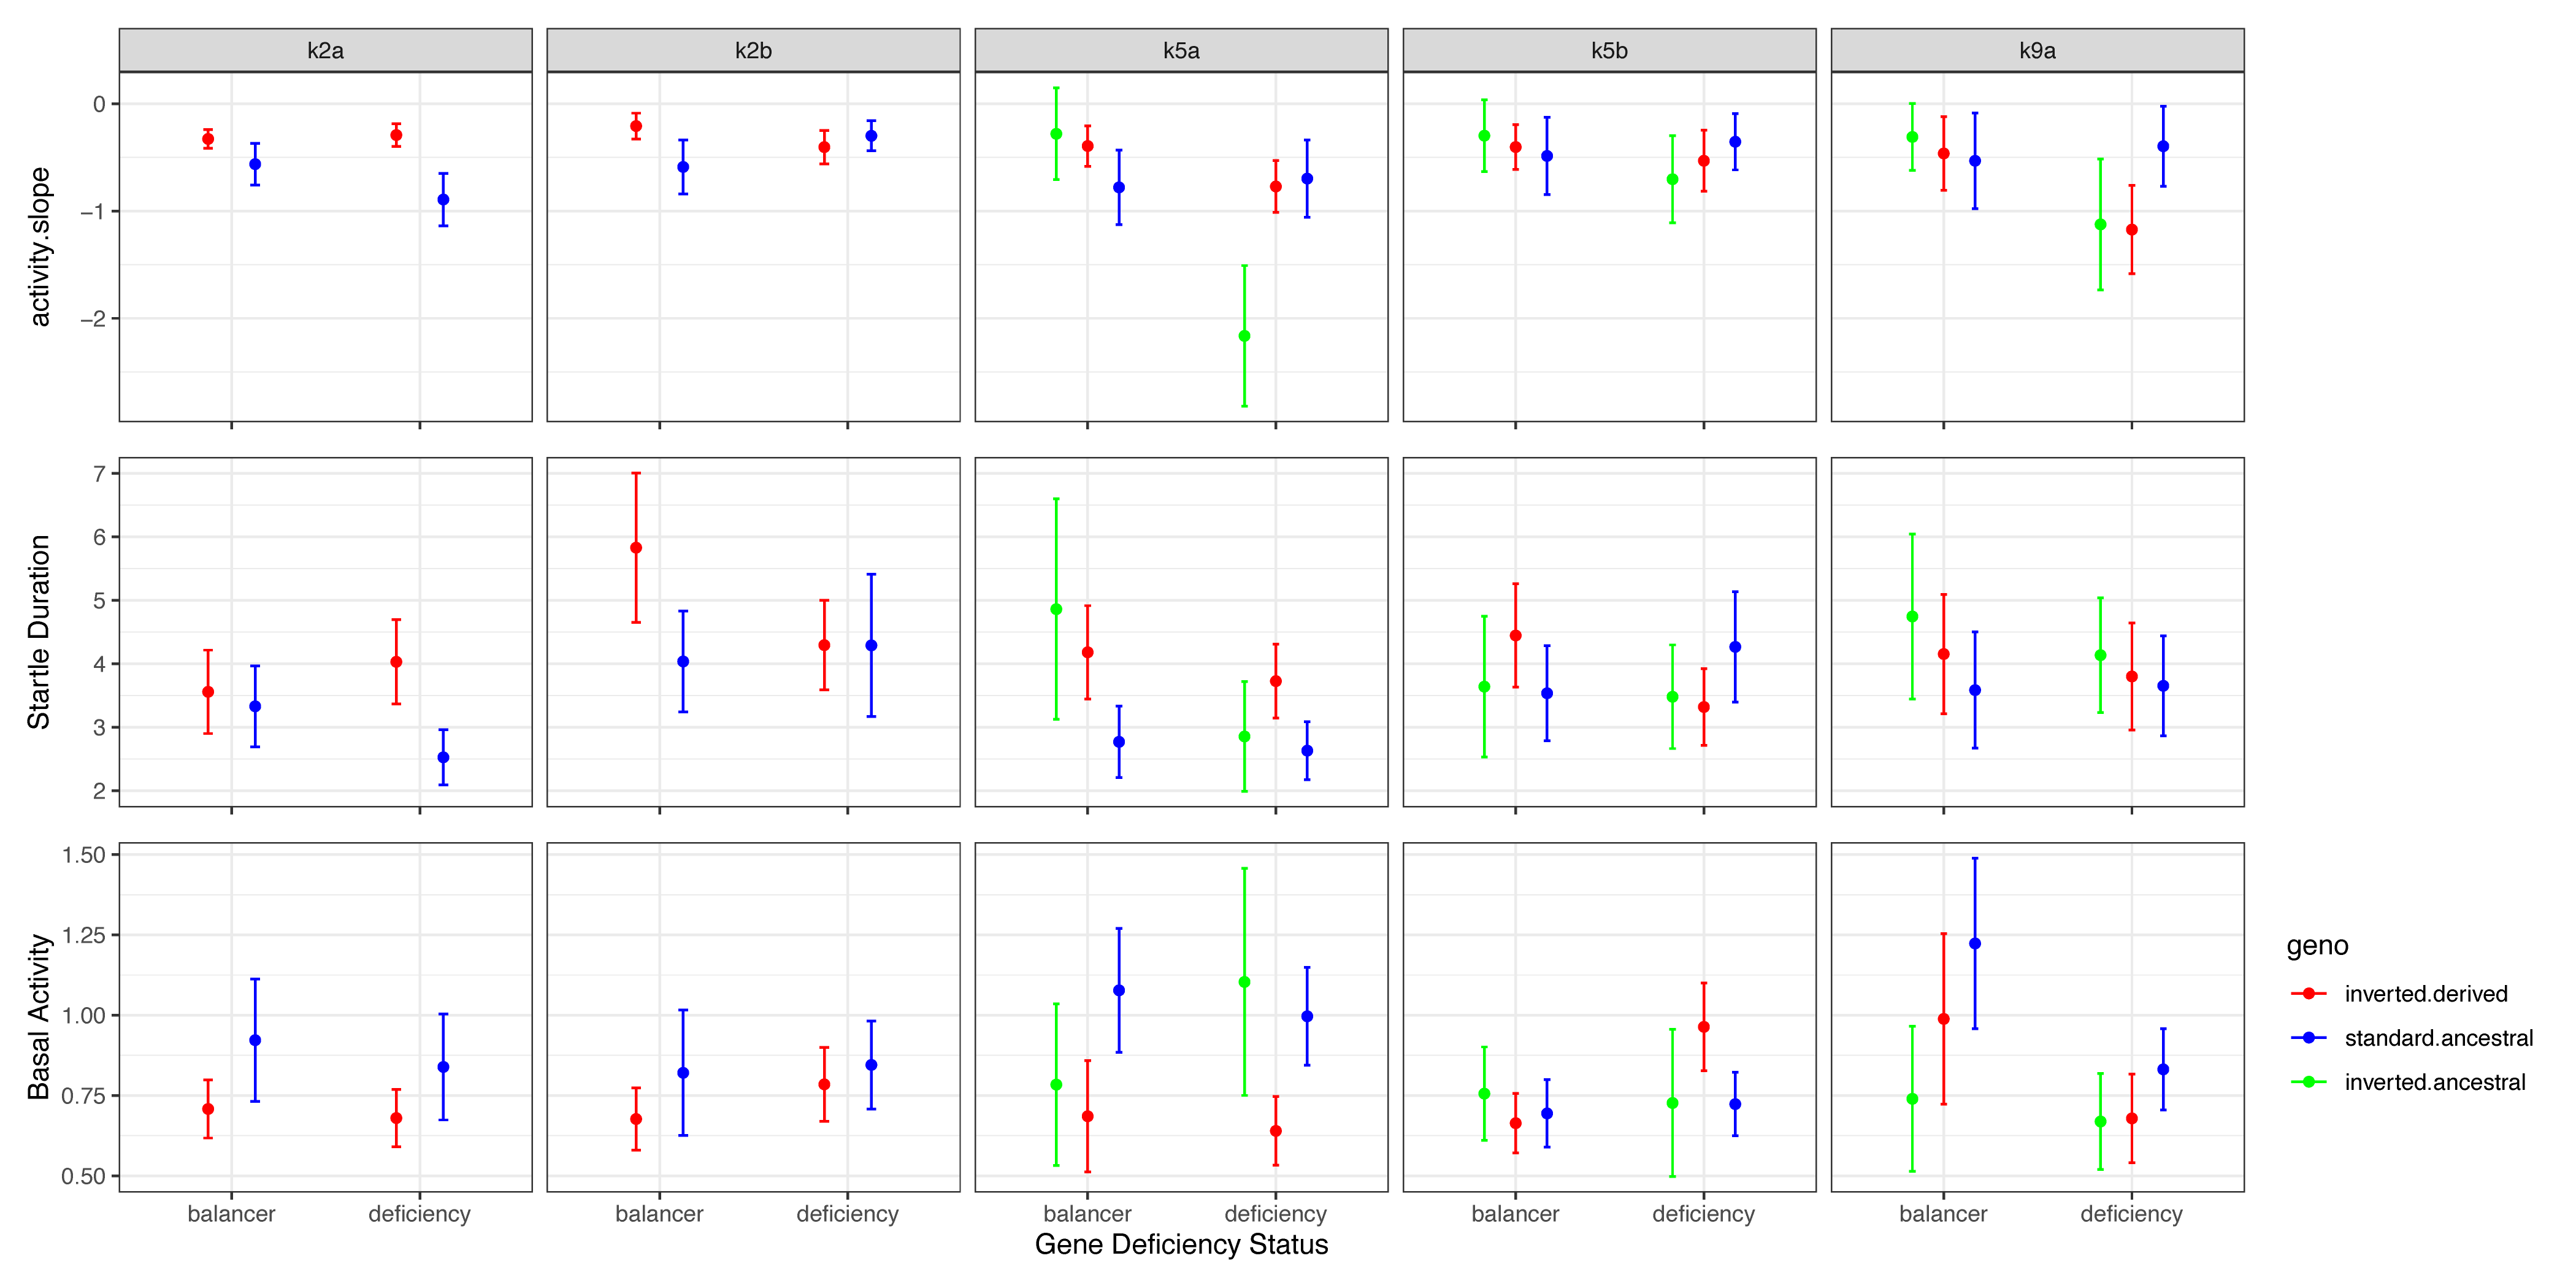 k2a k2b k5a k5b k9a
activity.slope
0
−1
−2
Startle Duration
7
6
5
4
3
2
Basal Activity
1.50
1.25
1.00
0.75
0.50
balancer deficiency balancer deficiency balancer deficiency balancer deficiency balancer deficiency
Gene Deficiency Status
geno
inverted.derived
standard.ancestral
inverted.ancestral